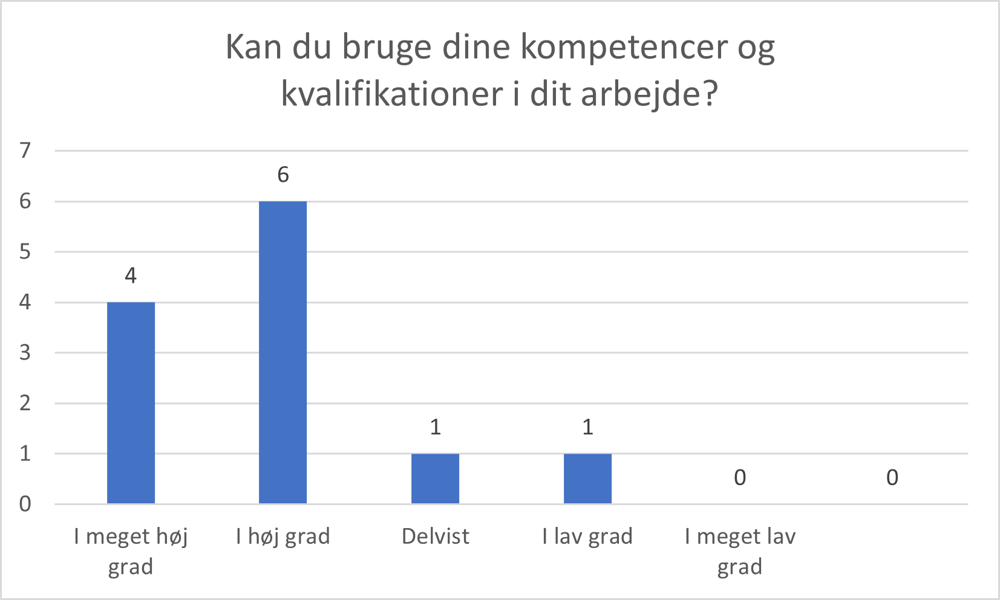 Kan du bruge dine kompetencer og
kvalifikationer i dit arbejde?
7
6
5
4
3
2
1
0
4
6
1
1
0
0
I meget høj
grad
I høj grad
Delvist
I lav grad
I meget lav
grad